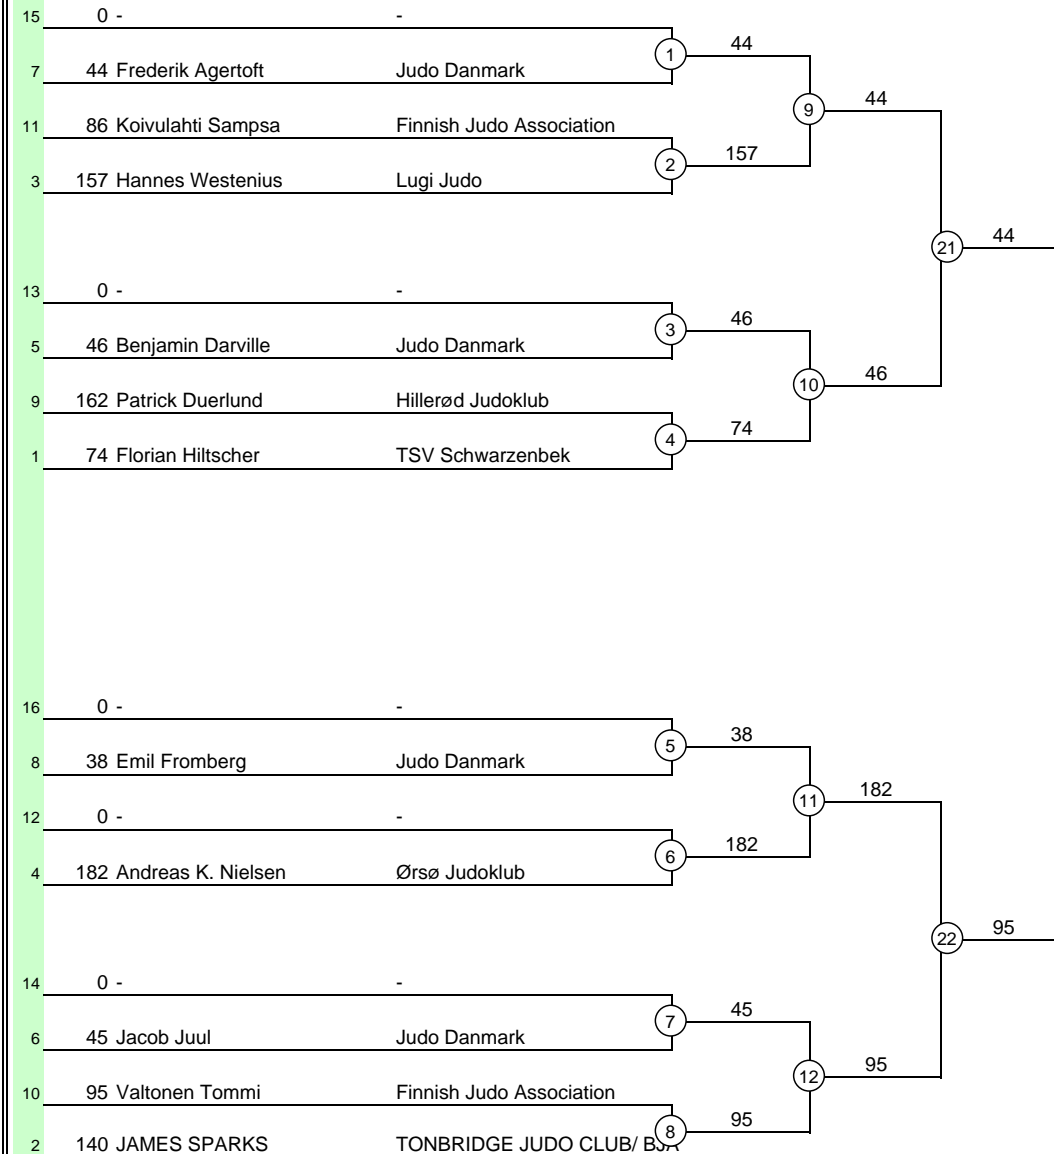 15 0 - -
1 44
7 44 Frederik Agertoft Judo Danmark
9 44
11 86 Koivulahti Sampsa Finnish Judo Association
2 157
3 157 Hannes Westenius Lugi Judo
21 44
13 0 - -
3 46
5 46 Benjamin Darville Judo Danmark
10 46
9 162 Patrick Duerlund Hillerød Judoklub
4 74
1 74 Florian Hiltscher TSV Schwarzenbek
16 0 - -
5 38
8 38 Emil Fromberg Judo Danmark
11 182
12 0 - -
6 182
4 182 Andreas K. Nielsen Ørsø Judoklub
22 95
14 0 - -
7 45
6 45 Jacob Juul Judo Danmark
12 95
10 95 Valtonen Tommi Finnish Judo Association
8 95
2 140 JAMES SPARKS TONBRIDGE JUDO CLUB/ BJA